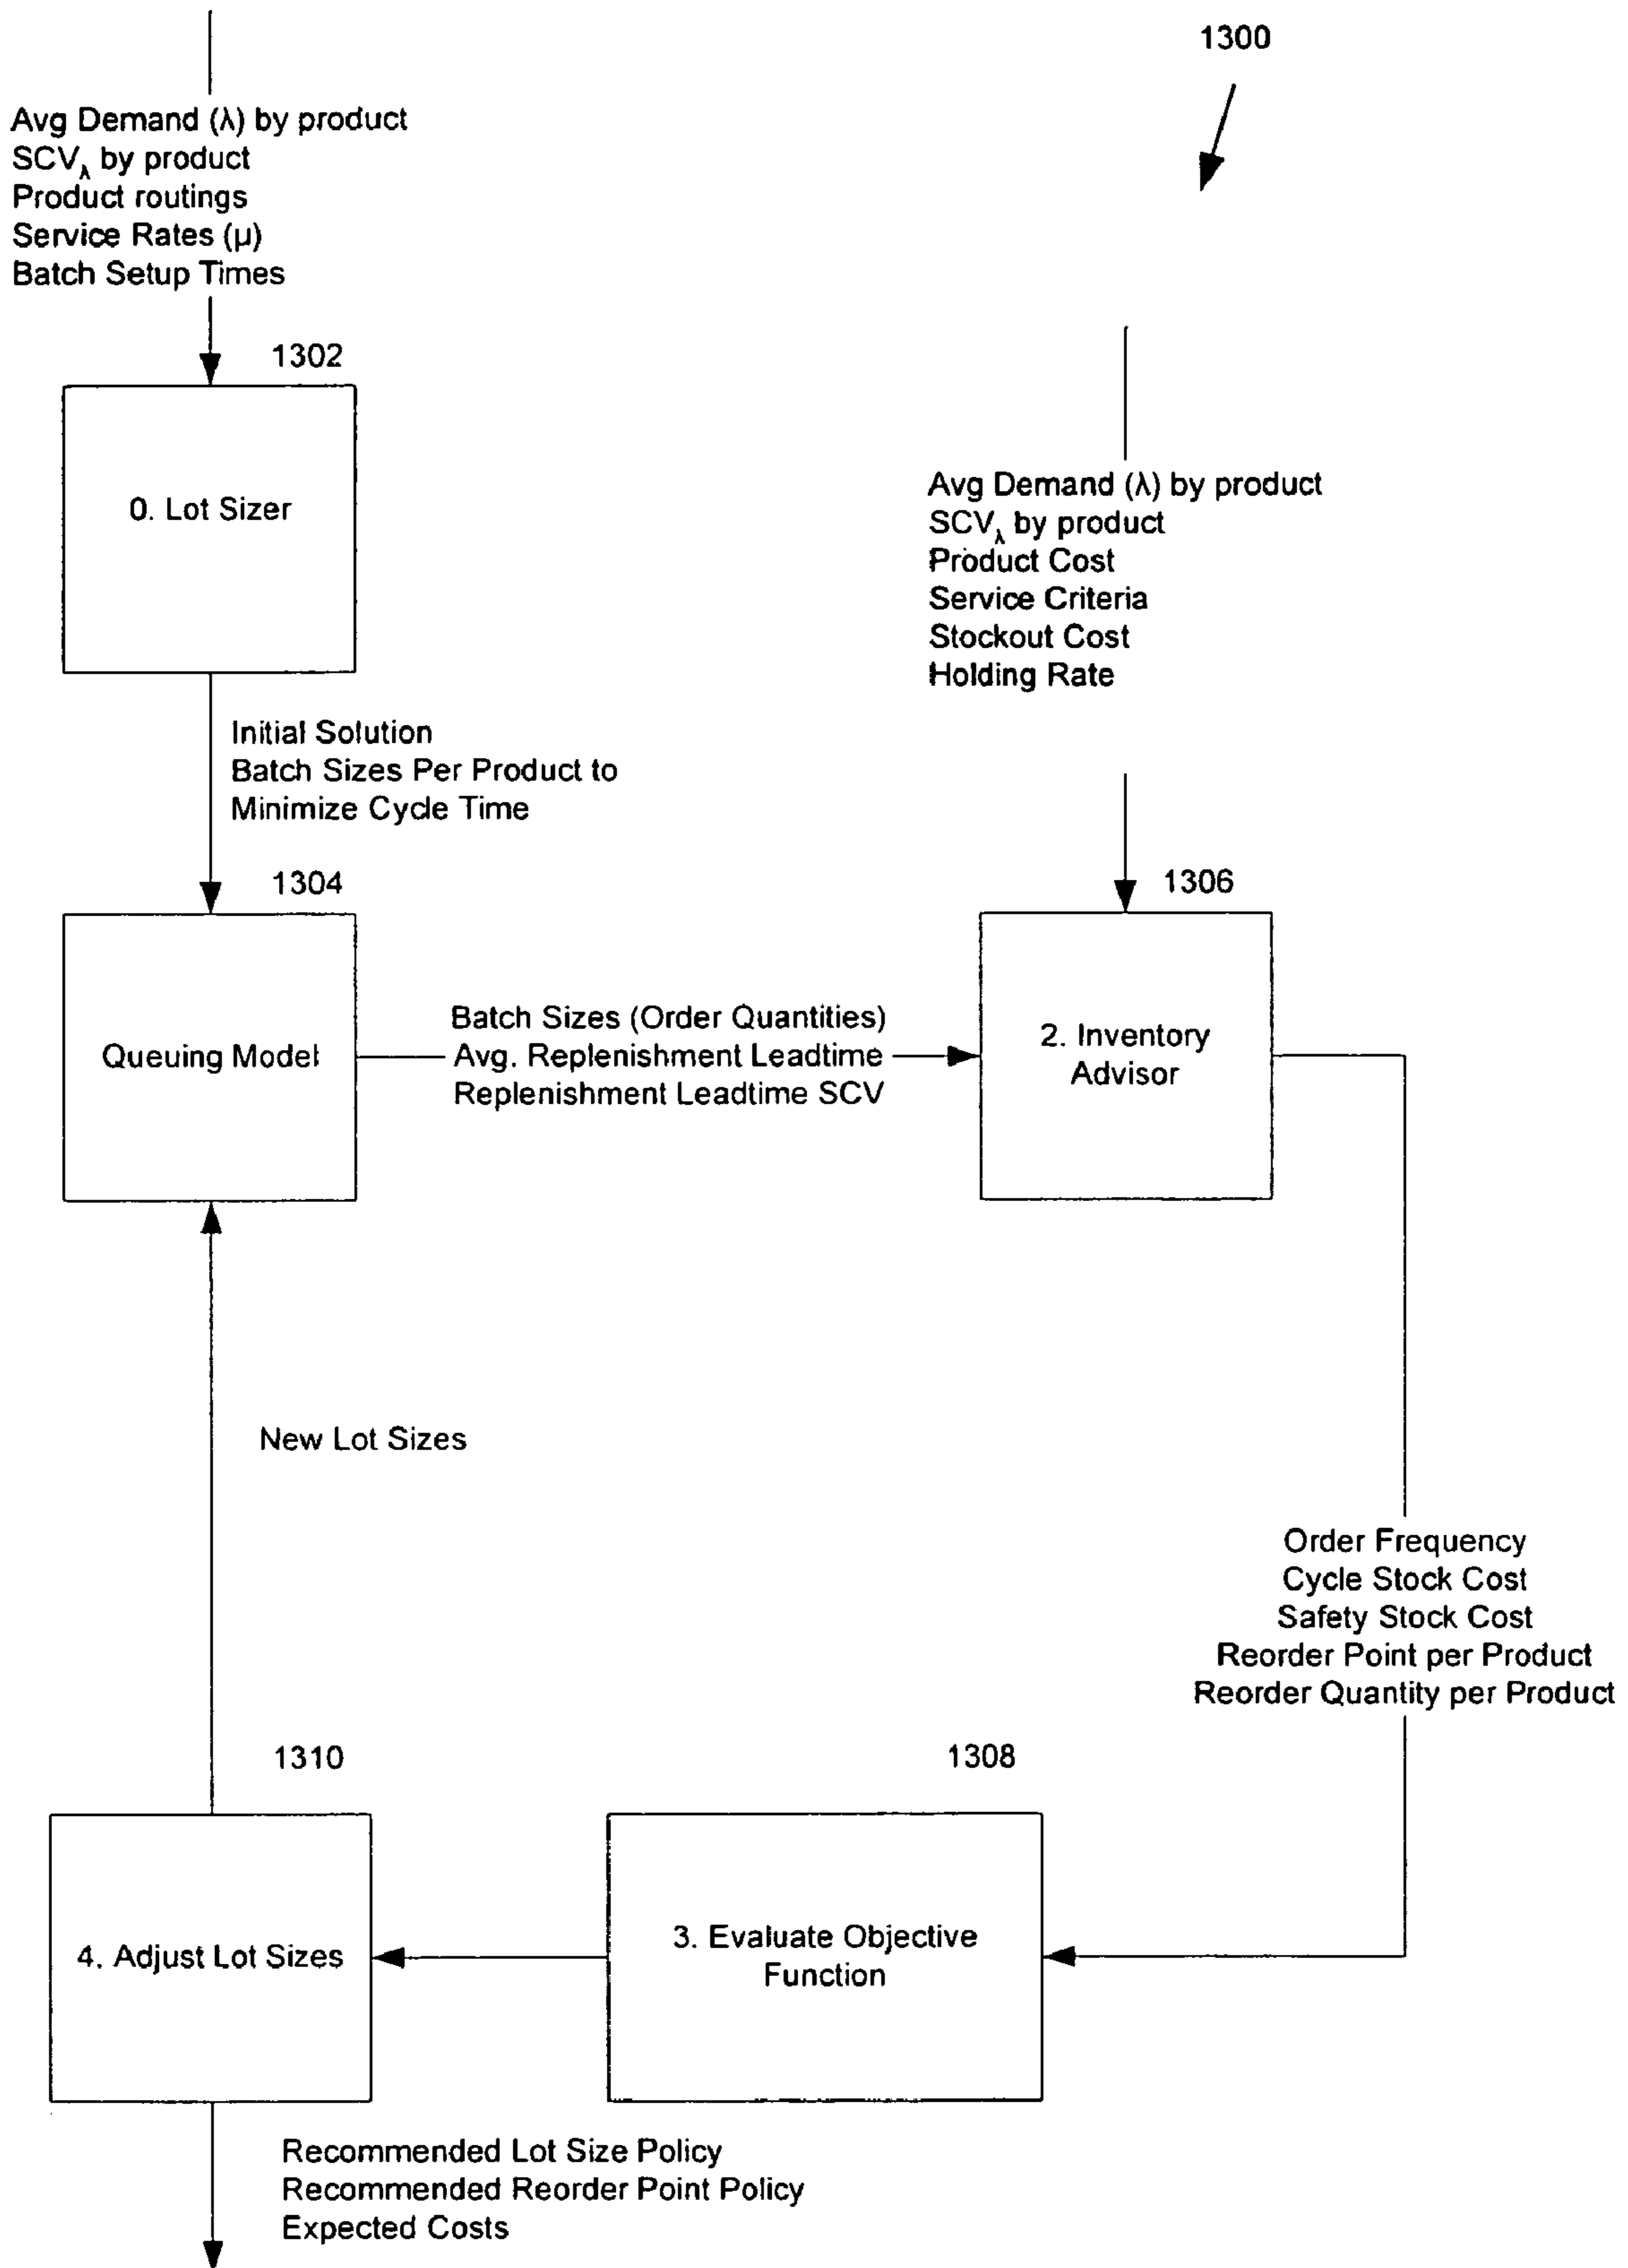 1300
Avg Demand (λ) by product
SCVλ by product
Product routings
Service Rates (µ)
Batch Setup Times
1302
0. Lot Sizer
Avg Demand (λ) by product
SCVλ by product
Product Cost
Service Criteria
Stockout Cost
Holding Rate
Initial Solution
Batch Sizes Per Product to
Minimize Cycle Time
1304
1306
Queuing Model
Batch Sizes (Order Quantities)
Avg. Replenishment Leadtime
Replenishment Leadtime SCV
2. Inventory
Advisor
New Lot Sizes
Order Frequency
Cycle Stock Cost
Safety Stock Cost
Reorder Point per Product
Reorder Quantity per Product
1310
1308
4. Adjust Lot Sizes
3. Evaluate Objective
Function
Recommended Lot Size Policy
Recommended Reorder Point Policy
Expected Costs